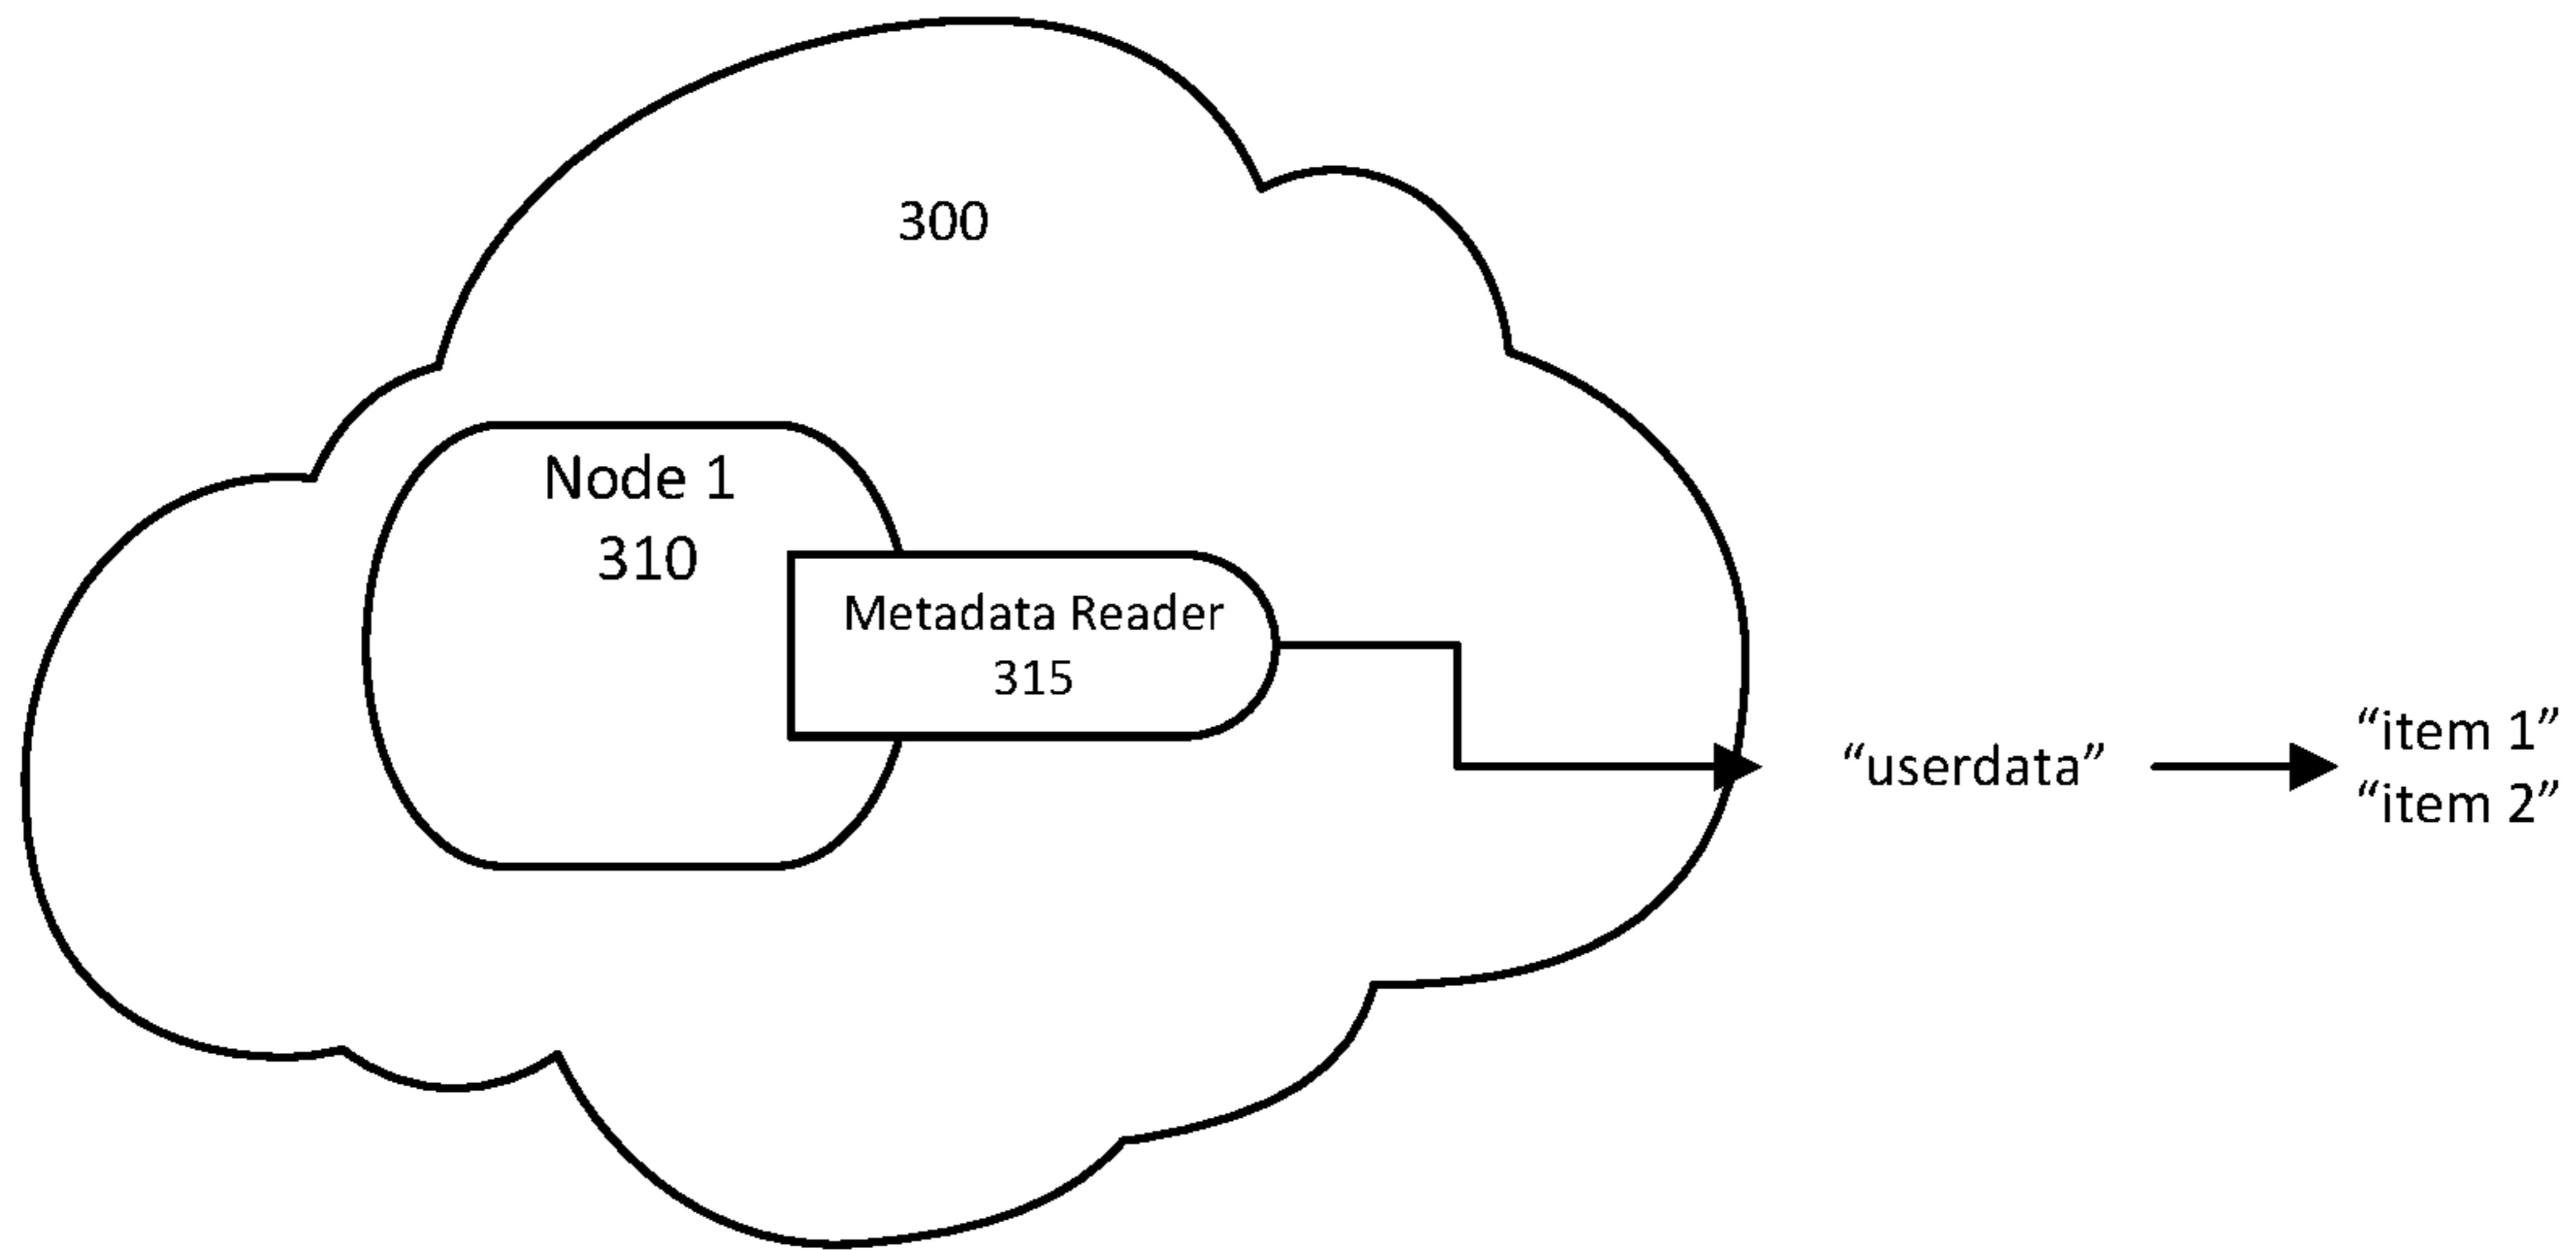 300
Node 1
310
Metadata Reader
315
“userdata”
“item 1”
“item 2”